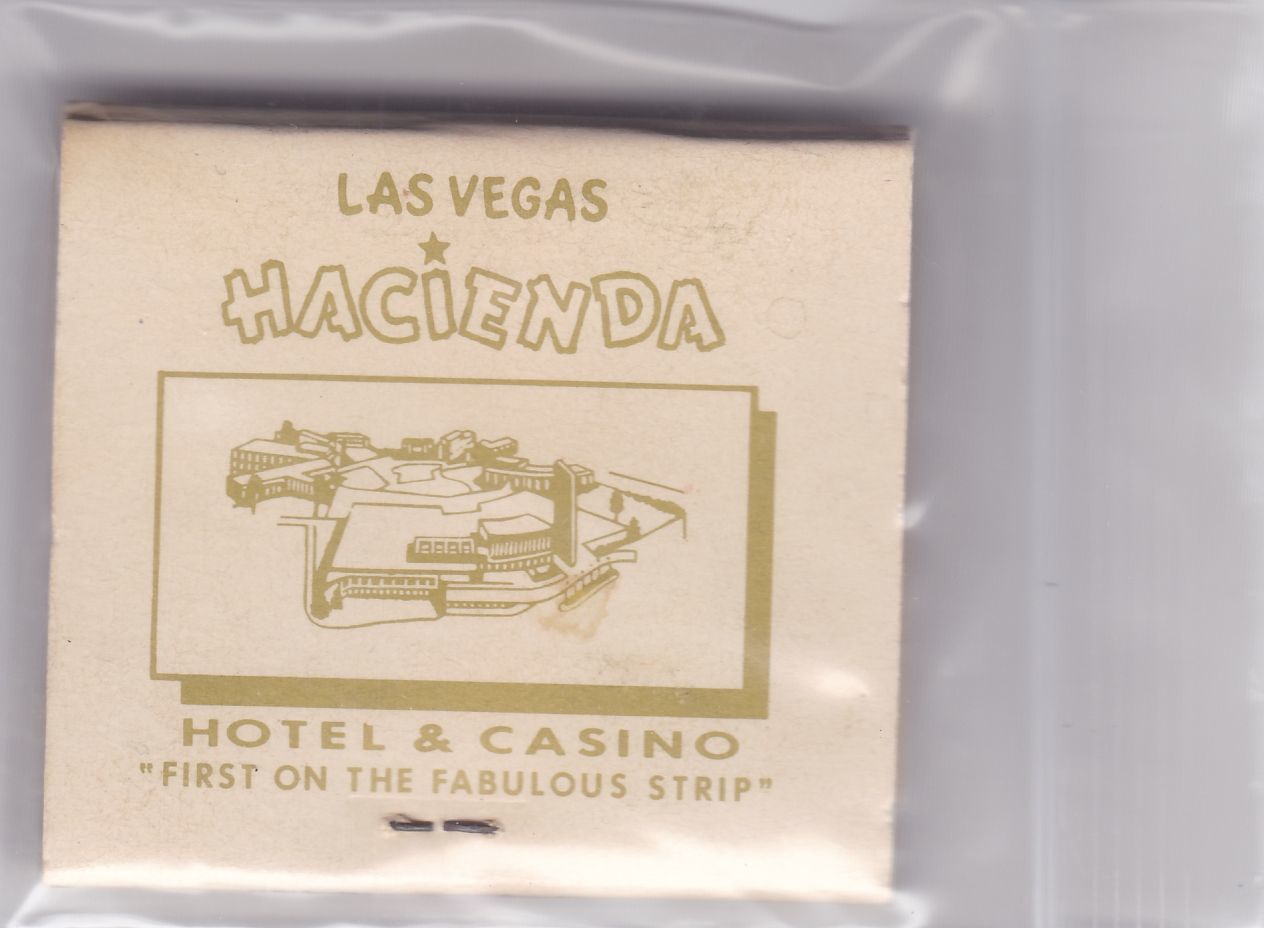 LAS VEGAS
HACIENDA
HOTEL & CASINO
"FIRST ON THE FABULOUS STRIP"